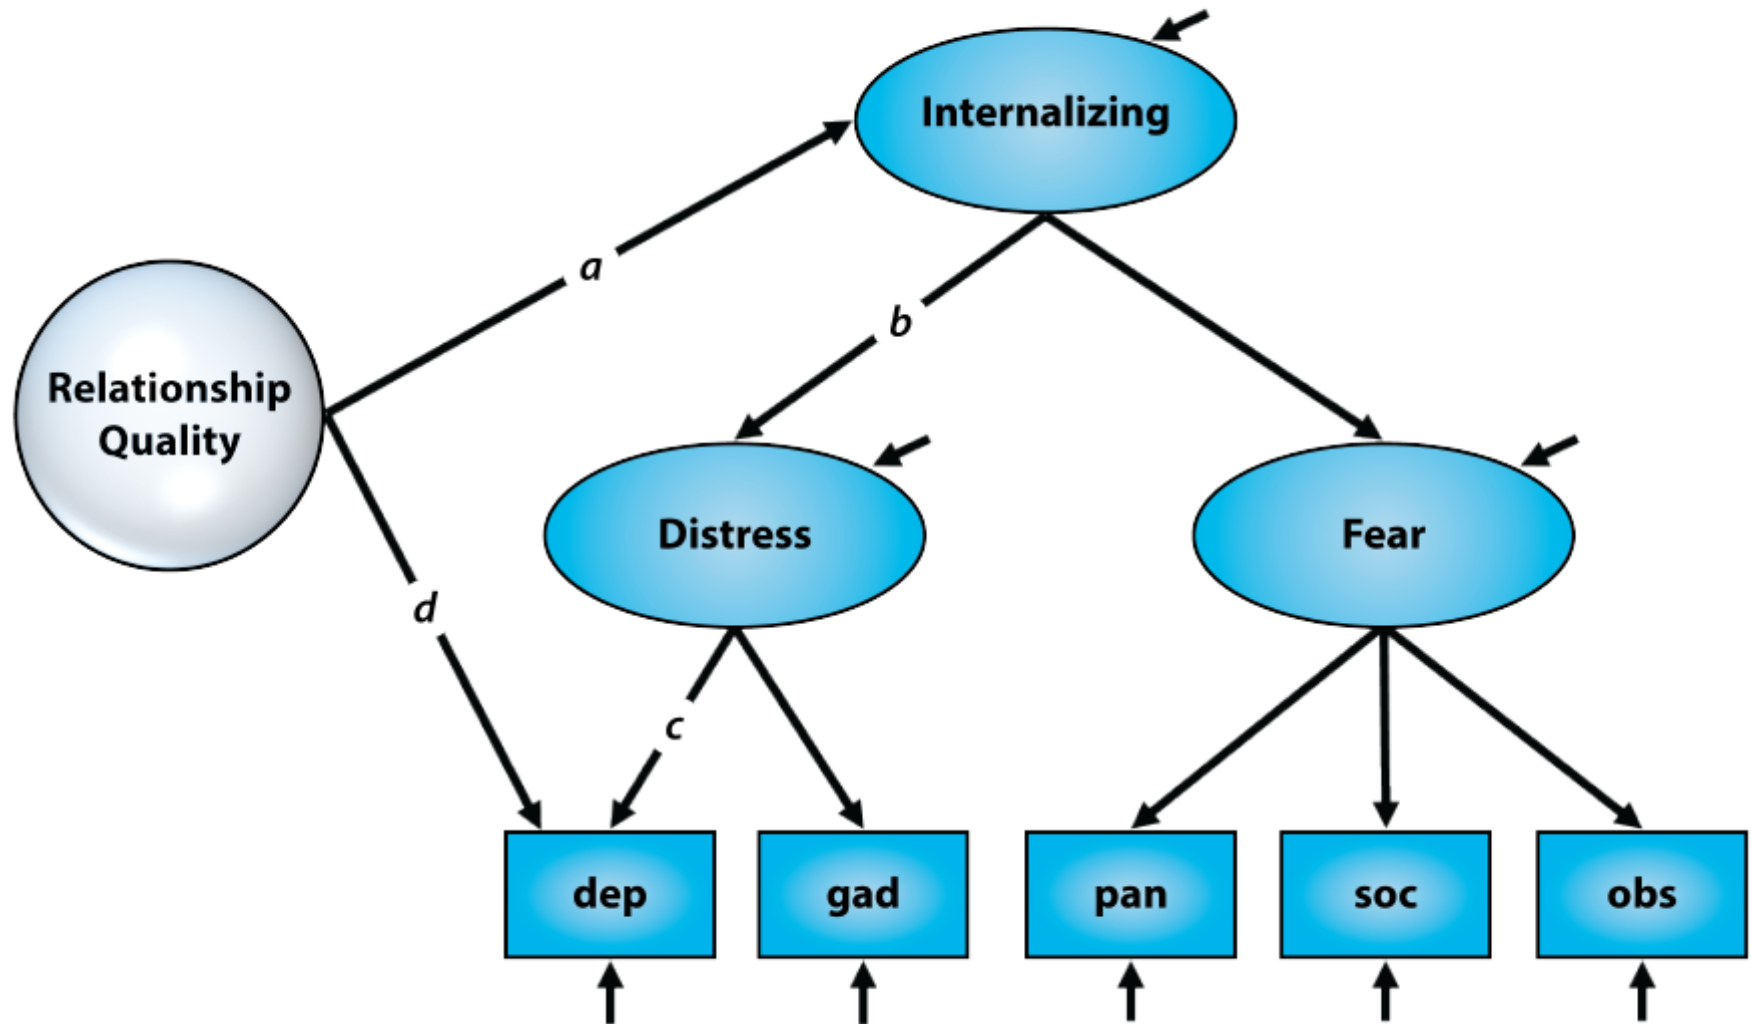 Internalizing
a
b
Relationship
Quality
Distress
Fear
d
c
dep
gad
pan
soc
obs